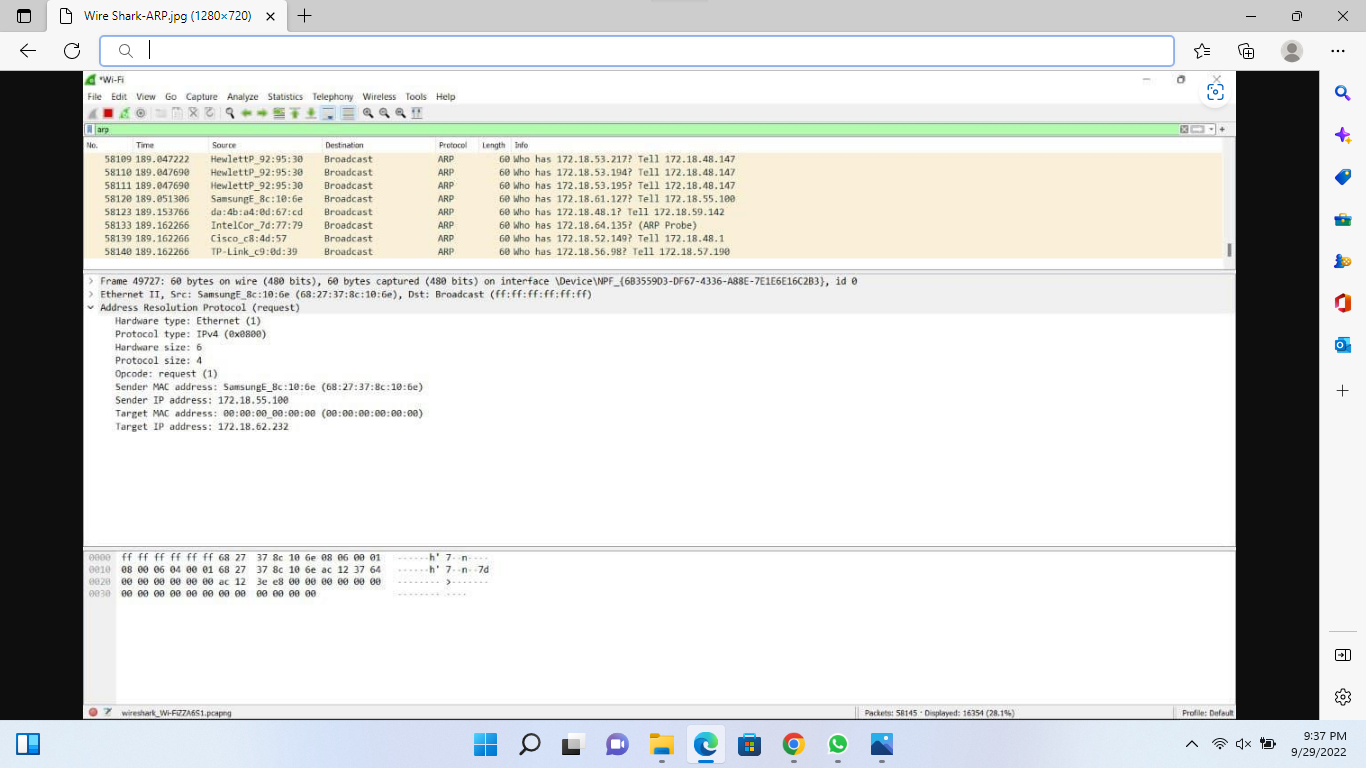 Wire Shark-ARP.jpg (1280×720)
*Wi-Fi
File Edit View Go Capture Analyze Statistics Telephony Wireless Tools Help
arp
No. Time Source Destination Protocol Length Info
58109 189.047222 HewlettP_92:95:30 Broadcast ARP 60 Who has 172.18.53.217? Tell 172.18.48.147
58110 189.047690 HewlettP_92:95:30 Broadcast ARP 60 Who has 172.18.53.194? Tell 172.18.48.147
58111 189.047690 HewlettP_92:95:30 Broadcast ARP 60 Who has 172.18.53.195? Tell 172.18.48.147
58120 189.051306 SamsungE_8c:10:6e Broadcast ARP 60 Who has 172.18.61.127? Tell 172.18.55.100
58123 189.153766 da:4b:a4:0d:67:cd Broadcast ARP 60 Who has 172.18.48.1? Tell 172.18.59.142
58133 189.162266 IntelCor_7d:77:79 Broadcast ARP 60 Who has 172.18.64.135? (ARP Probe)
58139 189.162266 Cisco_c8:4d:57 Broadcast ARP 60 Who has 172.18.52.149? Tell 172.18.48.1
58140 189.162266 TP-Link_c9:0d:39 Broadcast ARP 60 Who has 172.18.56.98? Tell 172.18.57.190
Frame 49727: 60 bytes on wire (480 bits), 60 bytes captured (480 bits) on interface \Device\NPF_{6B3559D3-DF67-4336-A88E-7E1E6E16C2B3}, id 0
Ethernet II, Src: SamsungE_8c:10:6e (68:27:37:8c:10:6e), Dst: Broadcast (ff:ff:ff:ff:ff:ff)
Address Resolution Protocol (request)
Hardware type: Ethernet (1)
Protocol type: IPv4 (0x0800)
Hardware size: 6
Protocol size: 4
Opcode: request (1)
Sender MAC address: SamsungE_8c:10:6e (68:27:37:8c:10:6e)
Sender IP address: 172.18.55.100
Target MAC address: 00:00:00_00:00:00 (00:00:00:00:00:00)
Target IP address: 172.18.62.232
0000 ff ff ff ff ff ff 68 27 37 8c 10 6e 08 06 00 01 ······h' 7··n····
0010 08 00 06 04 00 01 68 27 37 8c 10 6e ac 12 37 64 ······h' 7··n··7d
0020 00 00 00 00 00 00 ac 12 3e e8 00 00 00 00 00 00 ········ >·······
0030 00 00 00 00 00 00 00 00 00 00 00 00 ········ ····
wireshark_Wi-FiZZA6S1.pcapng Packets: 58145 · Displayed: 16354 (28.1%) Profile: Default
9:37 PM
9/29/2022